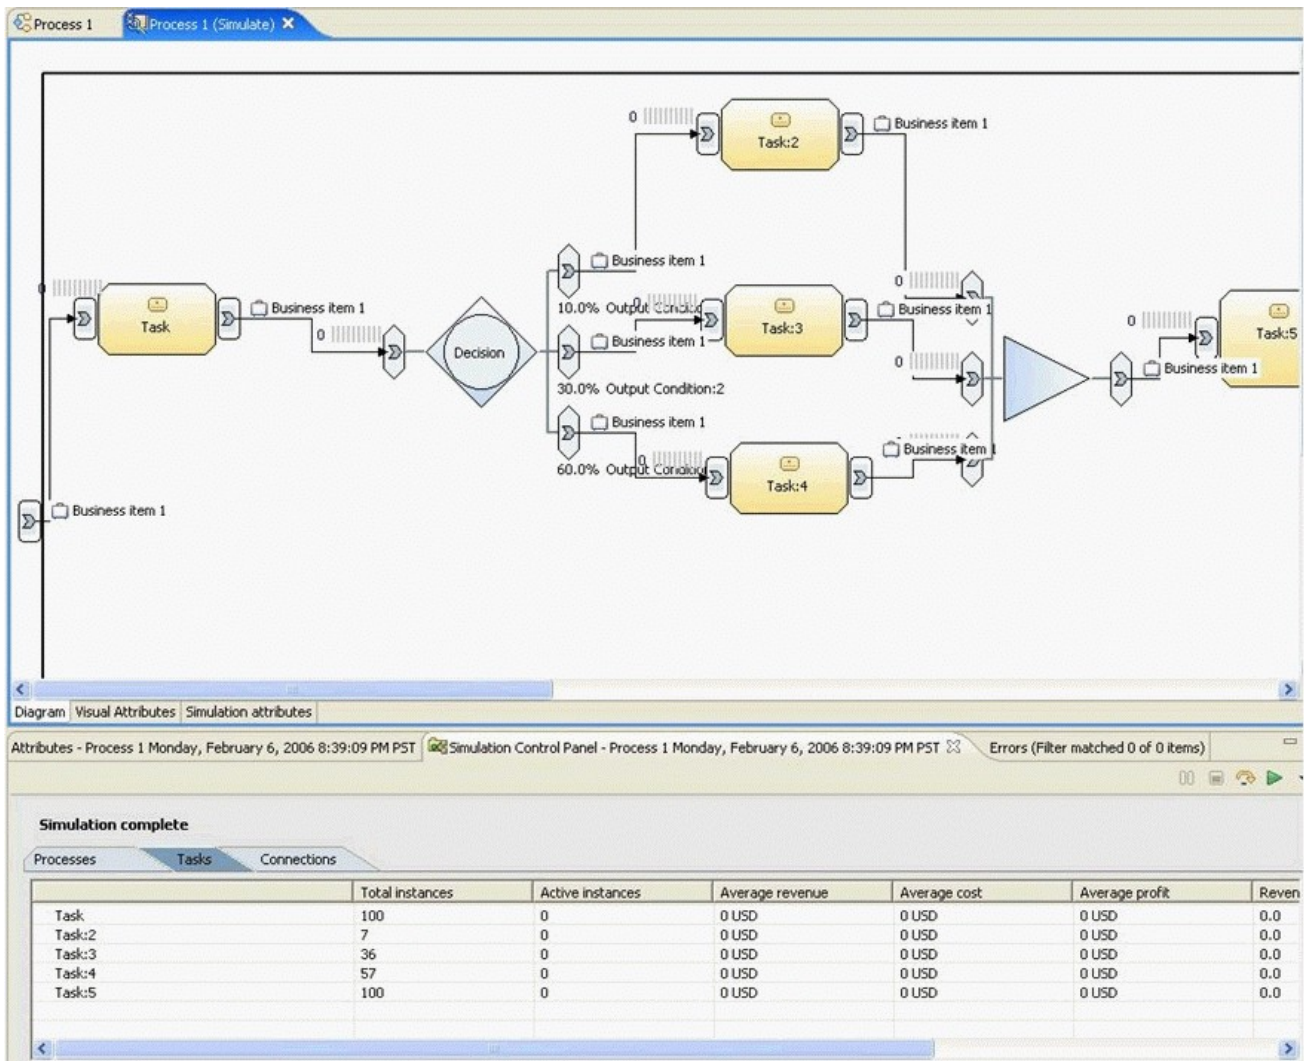 Process 1
Process 1 (Simulate)
0
Task:2
Business item 1
Business item 1
0
Task
Business item 1
0
Decision
10.0% Output
0
Task:3
Business item 1
0
Business item 1
30.0% Output Condition:2
0
0
Task:5
Business item 1
Business item 1
60.0% Output
0
Task:4
Business item 1
Business item 1
Diagram Visual Attributes Simulation attributes
Attributes - Process 1 Monday, February 6, 2006 8:39:09 PM PST
Simulation Control Panel - Process 1 Monday, February 6, 2006 8:39:09 PM PST
Errors (Filter matched 0 of 0 items)
Simulation complete
Processes Tasks Connections
Total instances Active instances Average revenue Average cost Average profit Reven
Task 100 0 0 USD 0 USD 0 USD 0.0
Task:2 7 0 0 USD 0 USD 0 USD 0.0
Task:3 36 0 0 USD 0 USD 0 USD 0.0
Task:4 57 0 0 USD 0 USD 0 USD 0.0
Task:5 100 0 0 USD 0 USD 0 USD 0.0